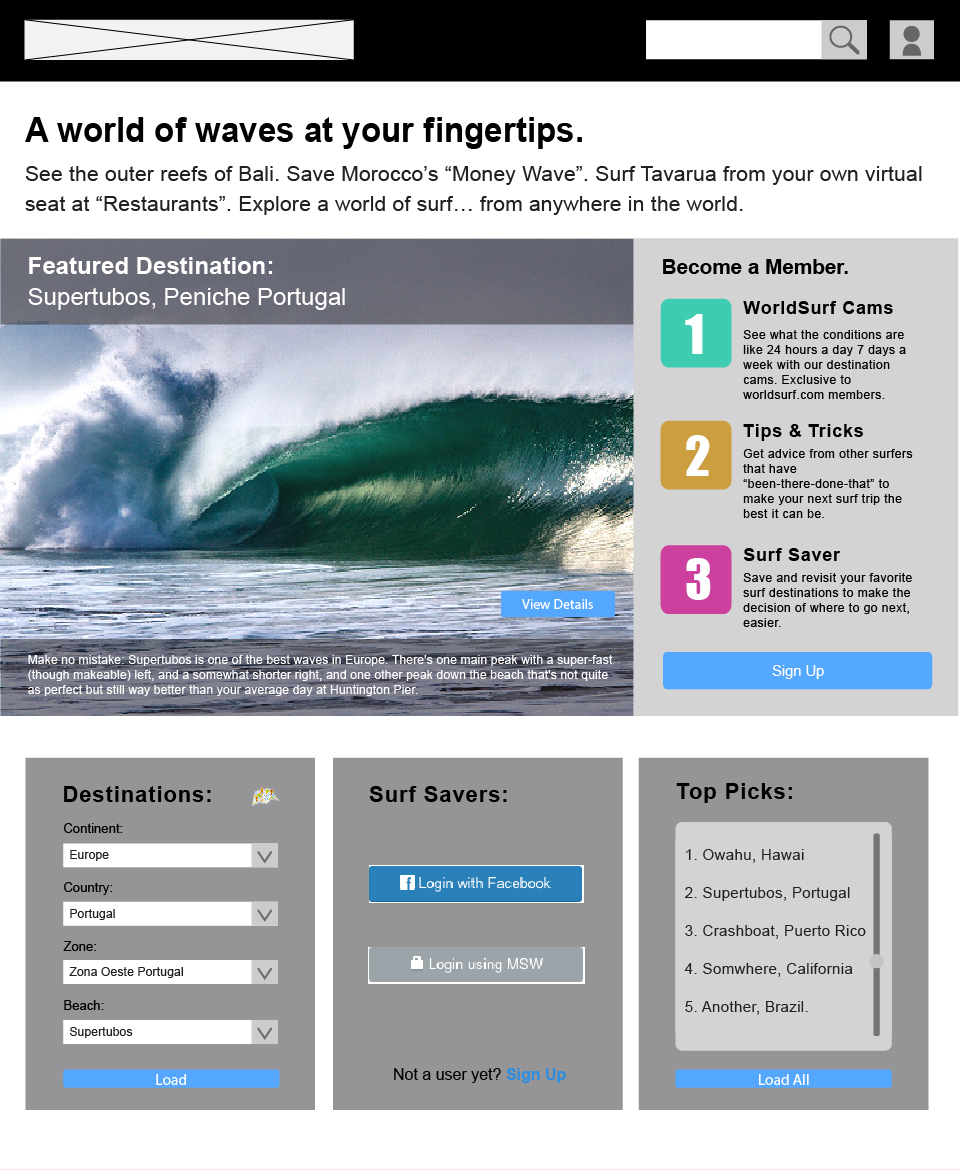 A world of waves at your fingertips.
See the outer reefs of Bali. Save Morocco’s “Money Wave”. Surf Tavarua from your own virtual
seat at “Restaurants”. Explore a world of surf… from anywhere in the world.
Featured Destination:
Supertubos, Peniche Portugal
View Details
Make no mistake: Supertubos is one of the best waves in Europe. There's one main peak with a super-fast
(though makeable) left, and a somewhat shorter right, and one other peak down the beach that's not quite
as perfect but still way better than your average day at Huntington Pier.
Become a Member.
1
WorldSurf Cams
See what the conditions are
like 24 hours a day 7 days a
week with our destination
cams. Exclusive to
worldsurf.com members.
2
Tips & Tricks
Get advice from other surfers
that have
“been-there-done-that” to
make your next surf trip the
best it can be.
3
Surf Saver
Save and revisit your favorite
surf destinations to make the
decision of where to go next,
easier.
Sign Up
Destinations:
Continent:
Europe
Country:
Portugal
Zone:
Zona Oeste Portugal
Beach:
Supertubos
Load
Surf Savers:
Login with Facebook
Login using MSW
Not a user yet? Sign Up
Top Picks:
1. Owahu, Hawai
2. Supertubos, Portugal
3. Crashboat, Puerto Rico
4. Somwhere, California
5. Another, Brazil.
Load All